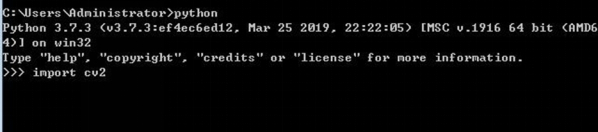 C:\Users\Administrator>python
Python 3.7.3 (v3.7.3:ef4ec6ed12, Mar 25 2019, 22:22:05) [MSC v.1916 64 bit (AMD6
4)] on win32
Type "help", "copyright", "credits" or "license" for more information.
>>> import cv2